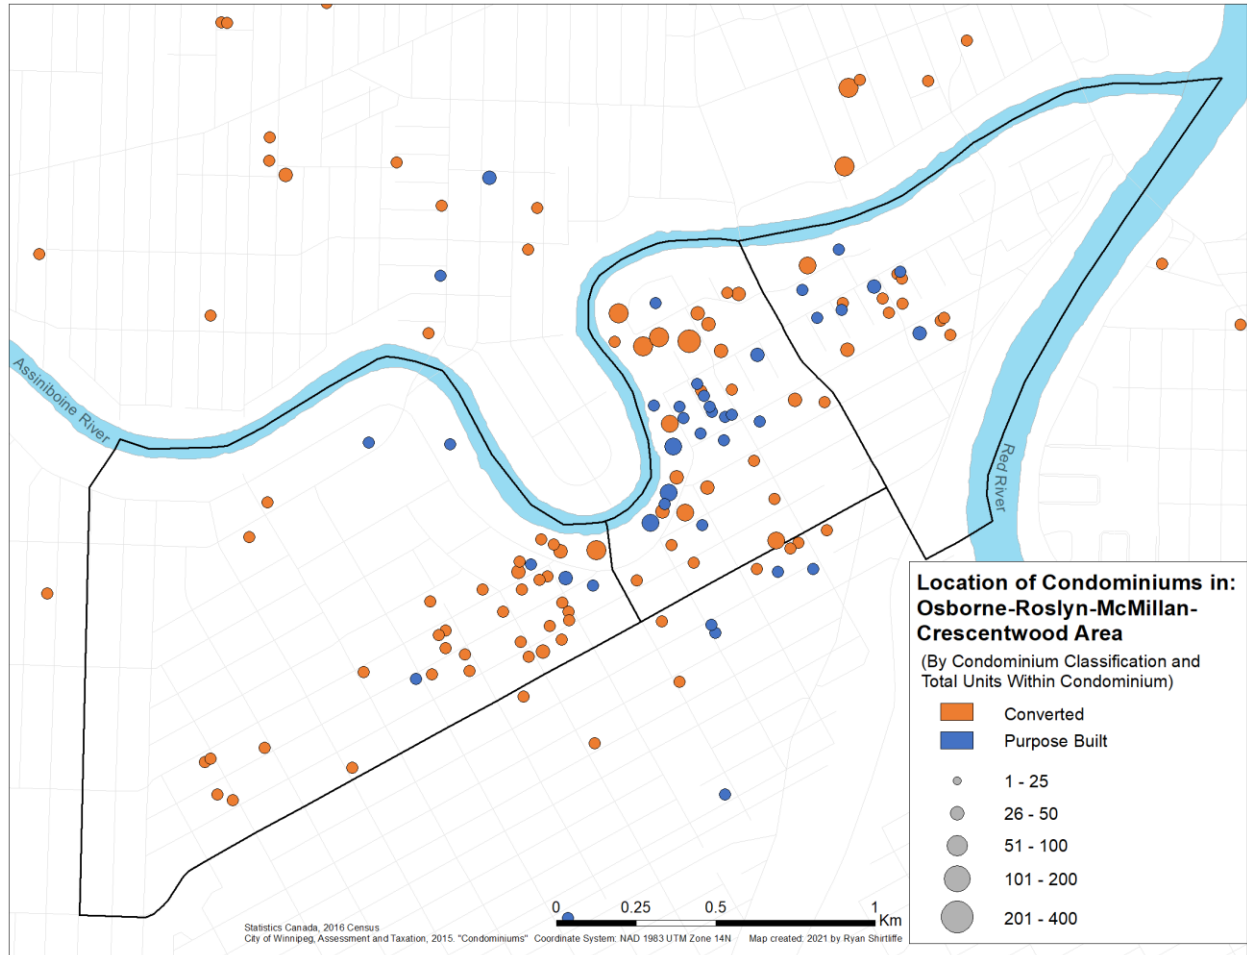 Assiniboine River
Red River
Location of Condominiums in:
Osborne-Roslyn-McMillan-
Crescentwood Area
(By Condominium Classification and
Total Units Within Condominium)
Converted
Purpose Built
1 - 25
26 - 50
51 - 100
101 - 200
201 - 400
0 0.25 0.5 1
Km
Statistics Canada, 2016 Census
City of Winnipeg, Assessment and Taxation, 2015. "Condominiums" Coordinate System: NAD 1983 UTM Zone 14N Map created: 2021 by Ryan Shirtliffe